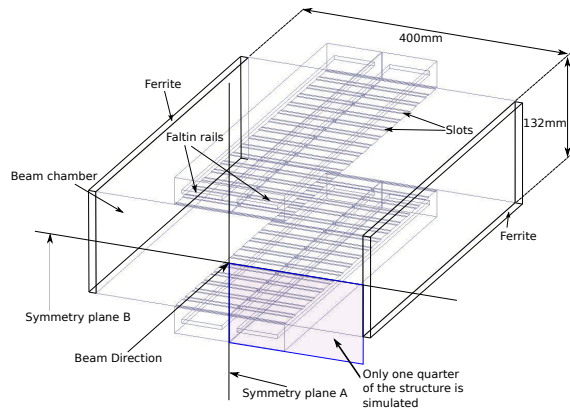 400mm
Ferrite
132mm
Faltin rails
Slots
Beam chamber
Ferrite
Symmetry plane B
Beam Direction
Only one quarter
of the structure is
simulated
Symmetry plane A